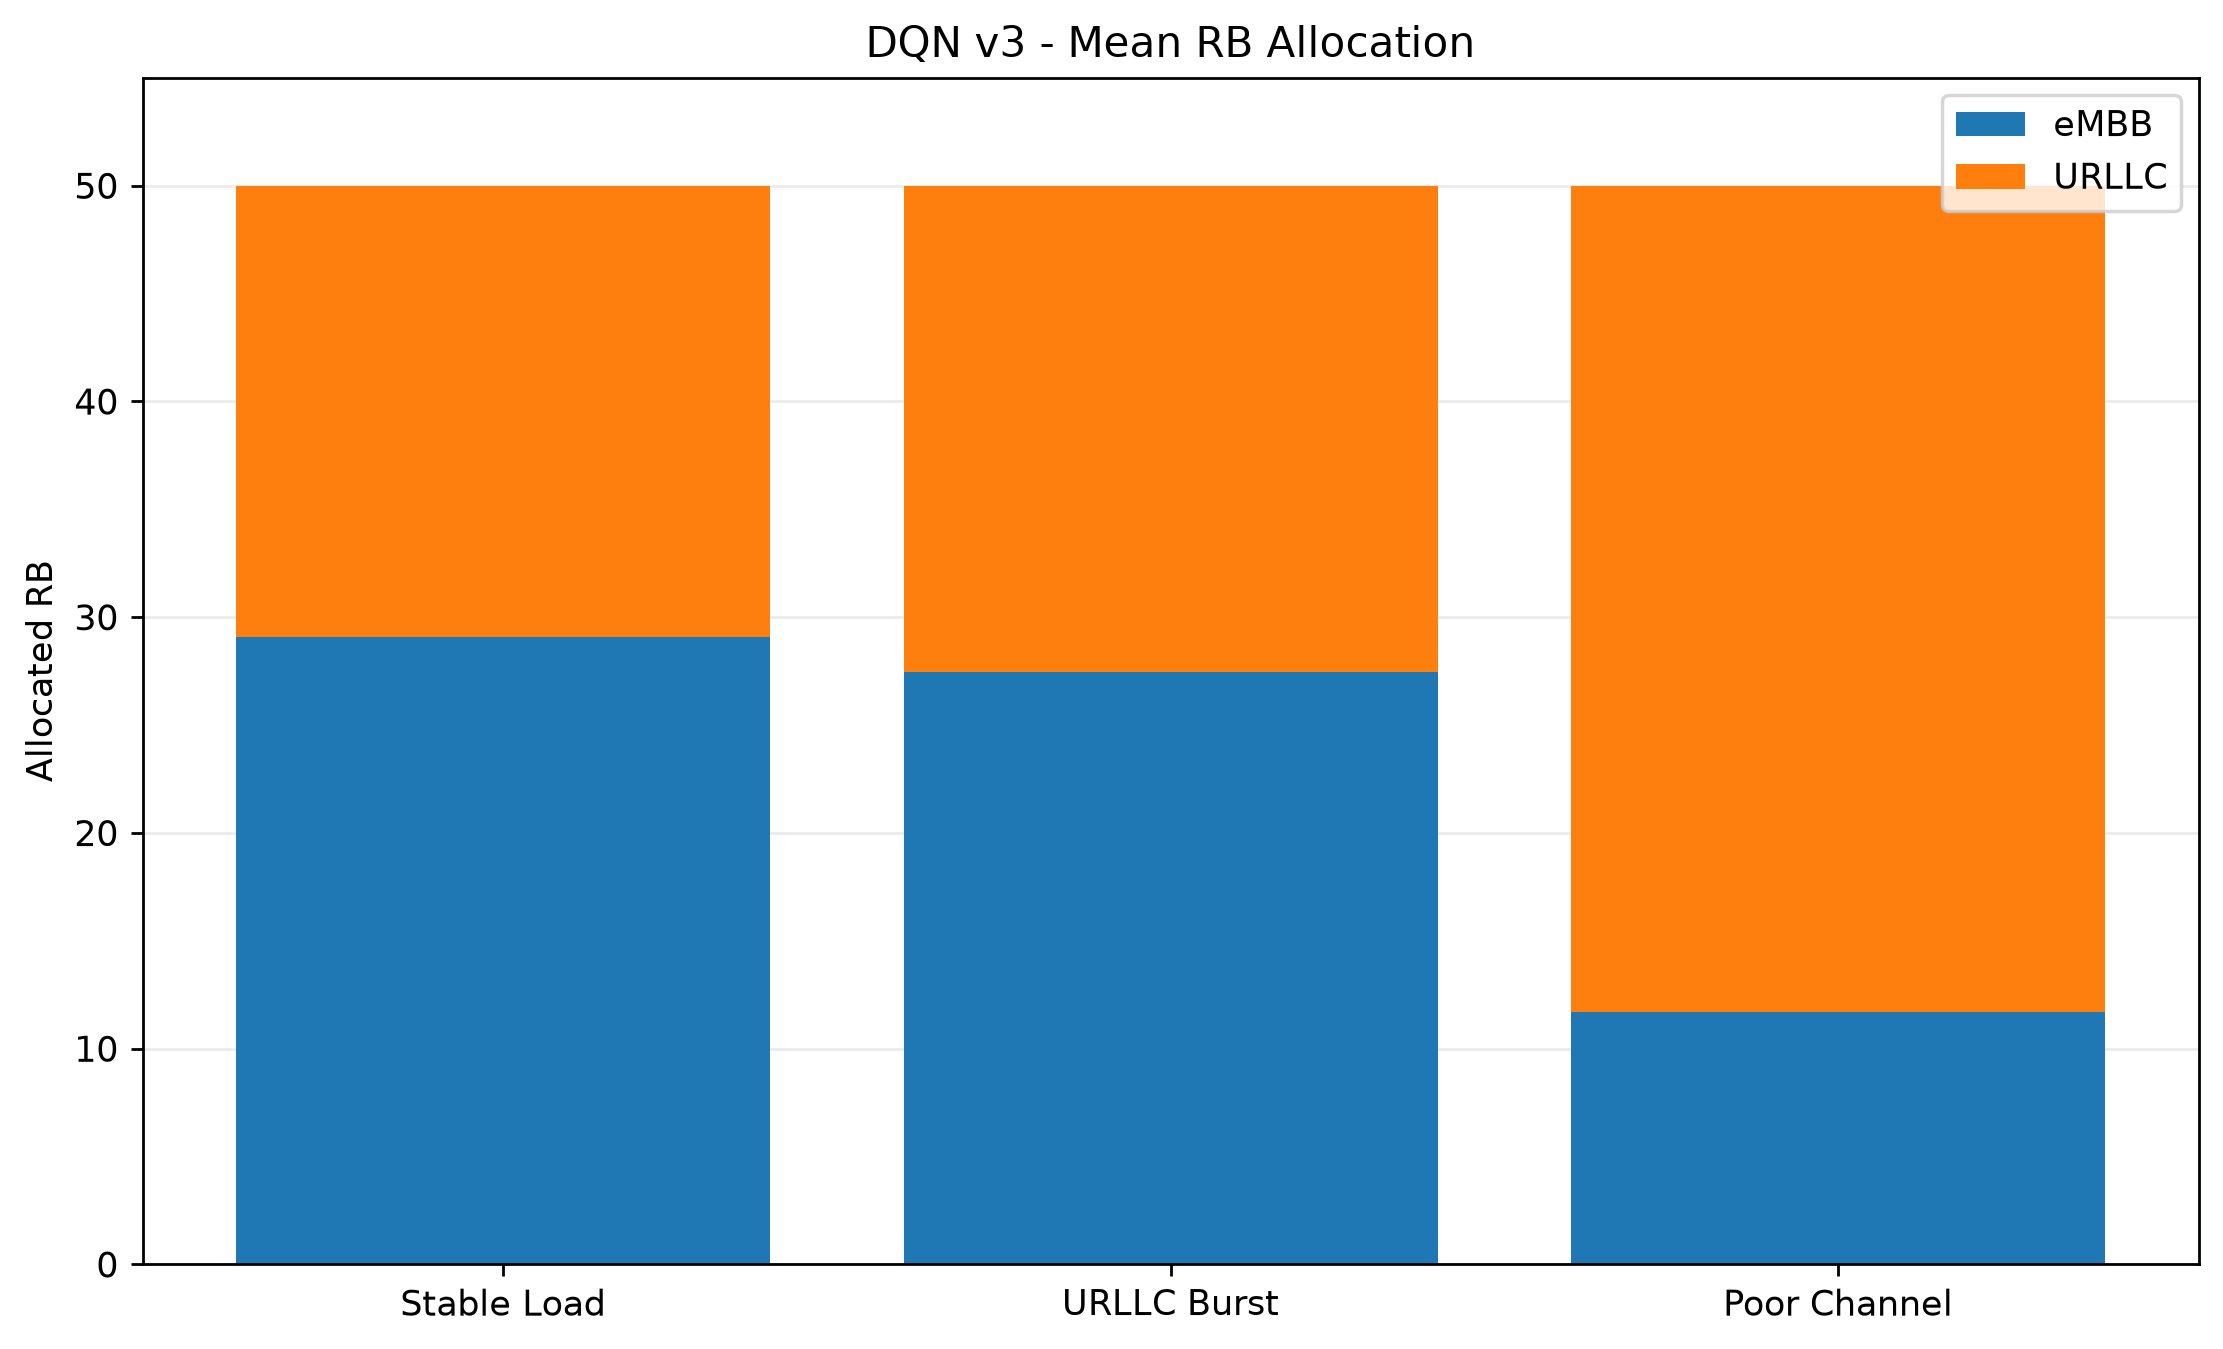 DQN v3 - Mean RB Allocation
eMBB
URLLC
50
40
30
20
10
0
Allocated RB
Stable Load
URLLC Burst
Poor Channel